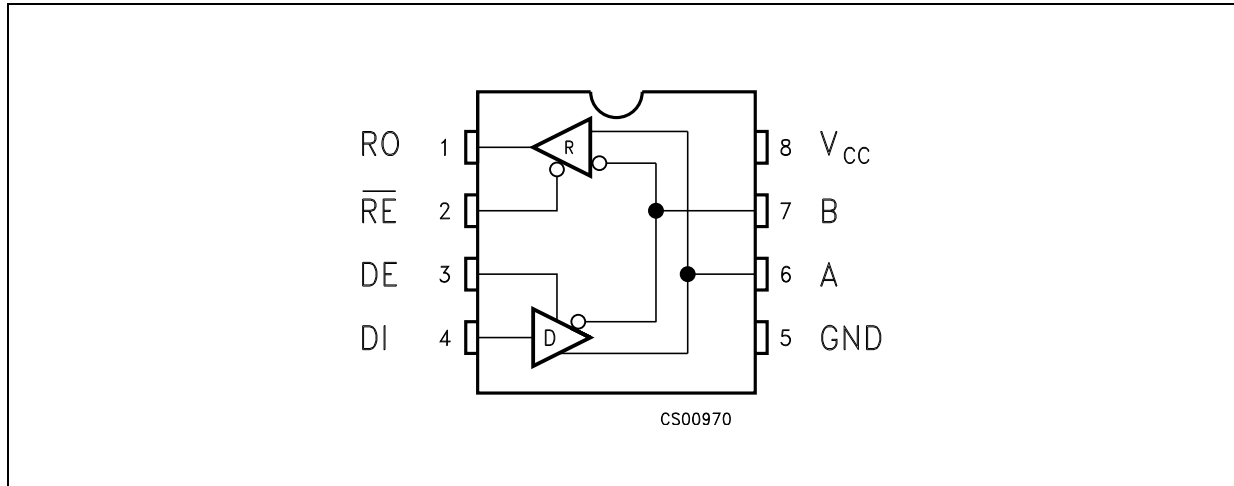 RO 1 R 8 VCC
RE 2 7 B
DE 3 6 A
DI 4 D 5 GND
CS00970